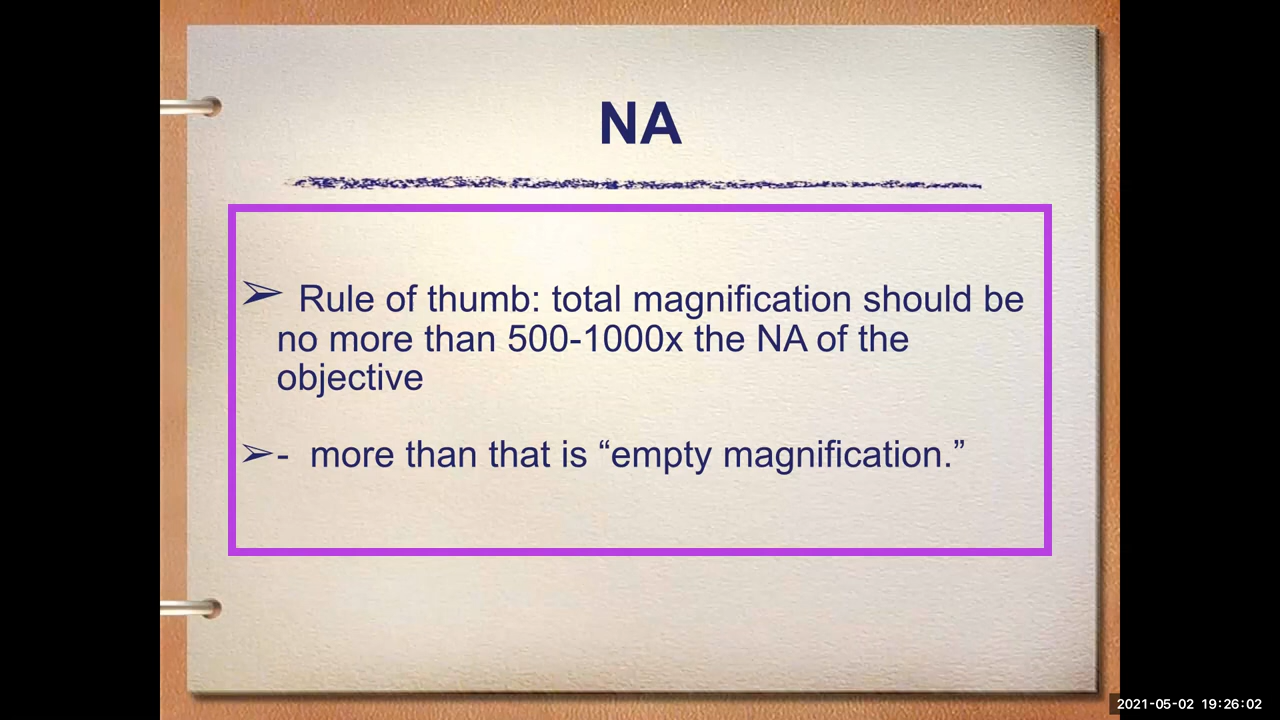 NA
➢ Rule of thumb: total magnification should be
no more than 500-1000x the NA of the
objective
➢- more than that is “empty magnification.”
2021-05-02 19:26:02